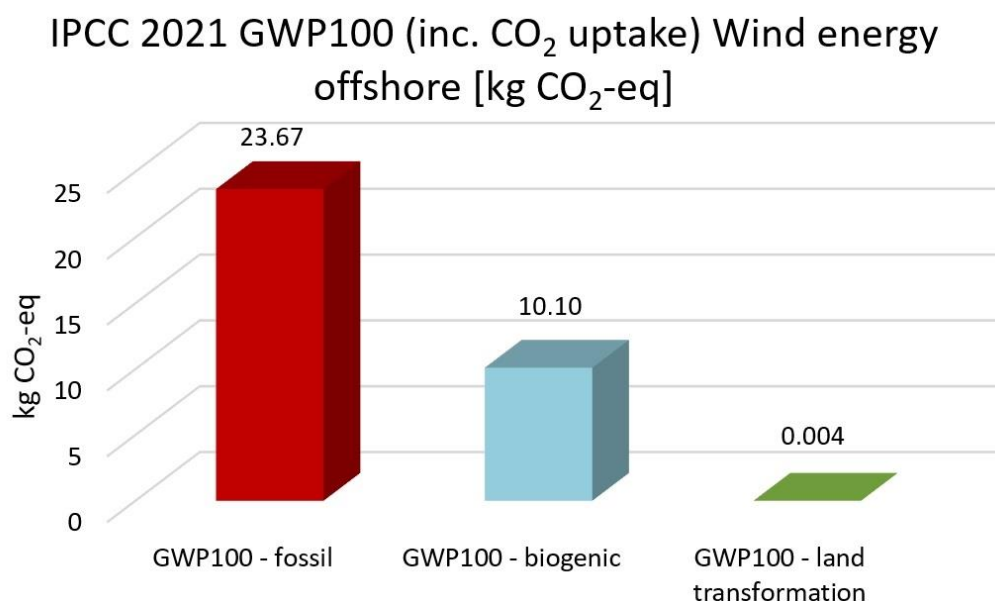 IPCC 2021 GWP100 (inc. CO₂ uptake) Wind energy
offshore [kg CO₂-eq]
23.67
25
20
10.10
15
kg CO₂-eq
10
0.004
5
0
GWP100 - fossil
GWP100 - biogenic
GWP100 - land
transformation